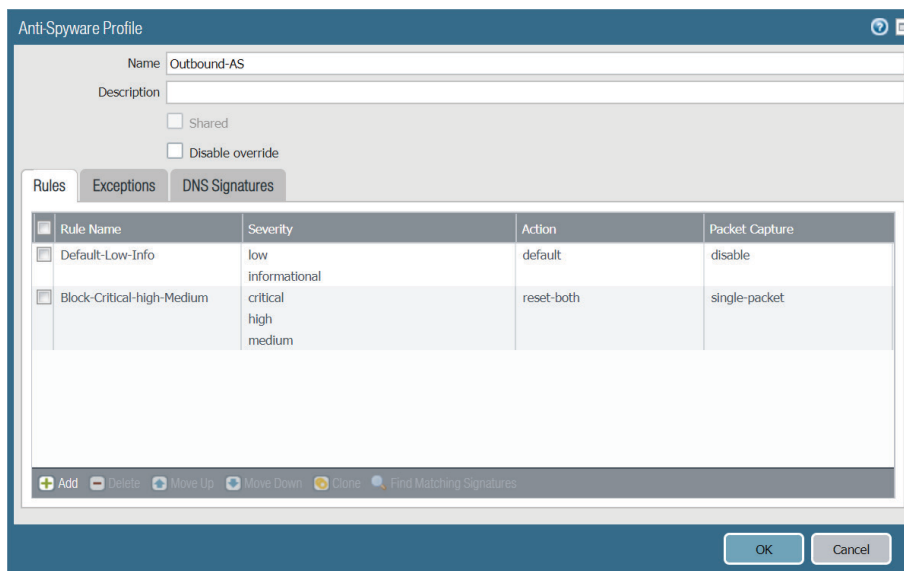 Anti-Spyware Profile
Name Outbound-AS
Description
Shared
Disable override
Rules Exceptions DNS Signatures
Rule Name Severity Action Packet Capture
Default-Low-Info low default disable
informational
Block-Critical-high-Medium critical reset-both single-packet
high
medium
Add Delete Move Up Move Down Clone Find Matching Signatures
OK Cancel